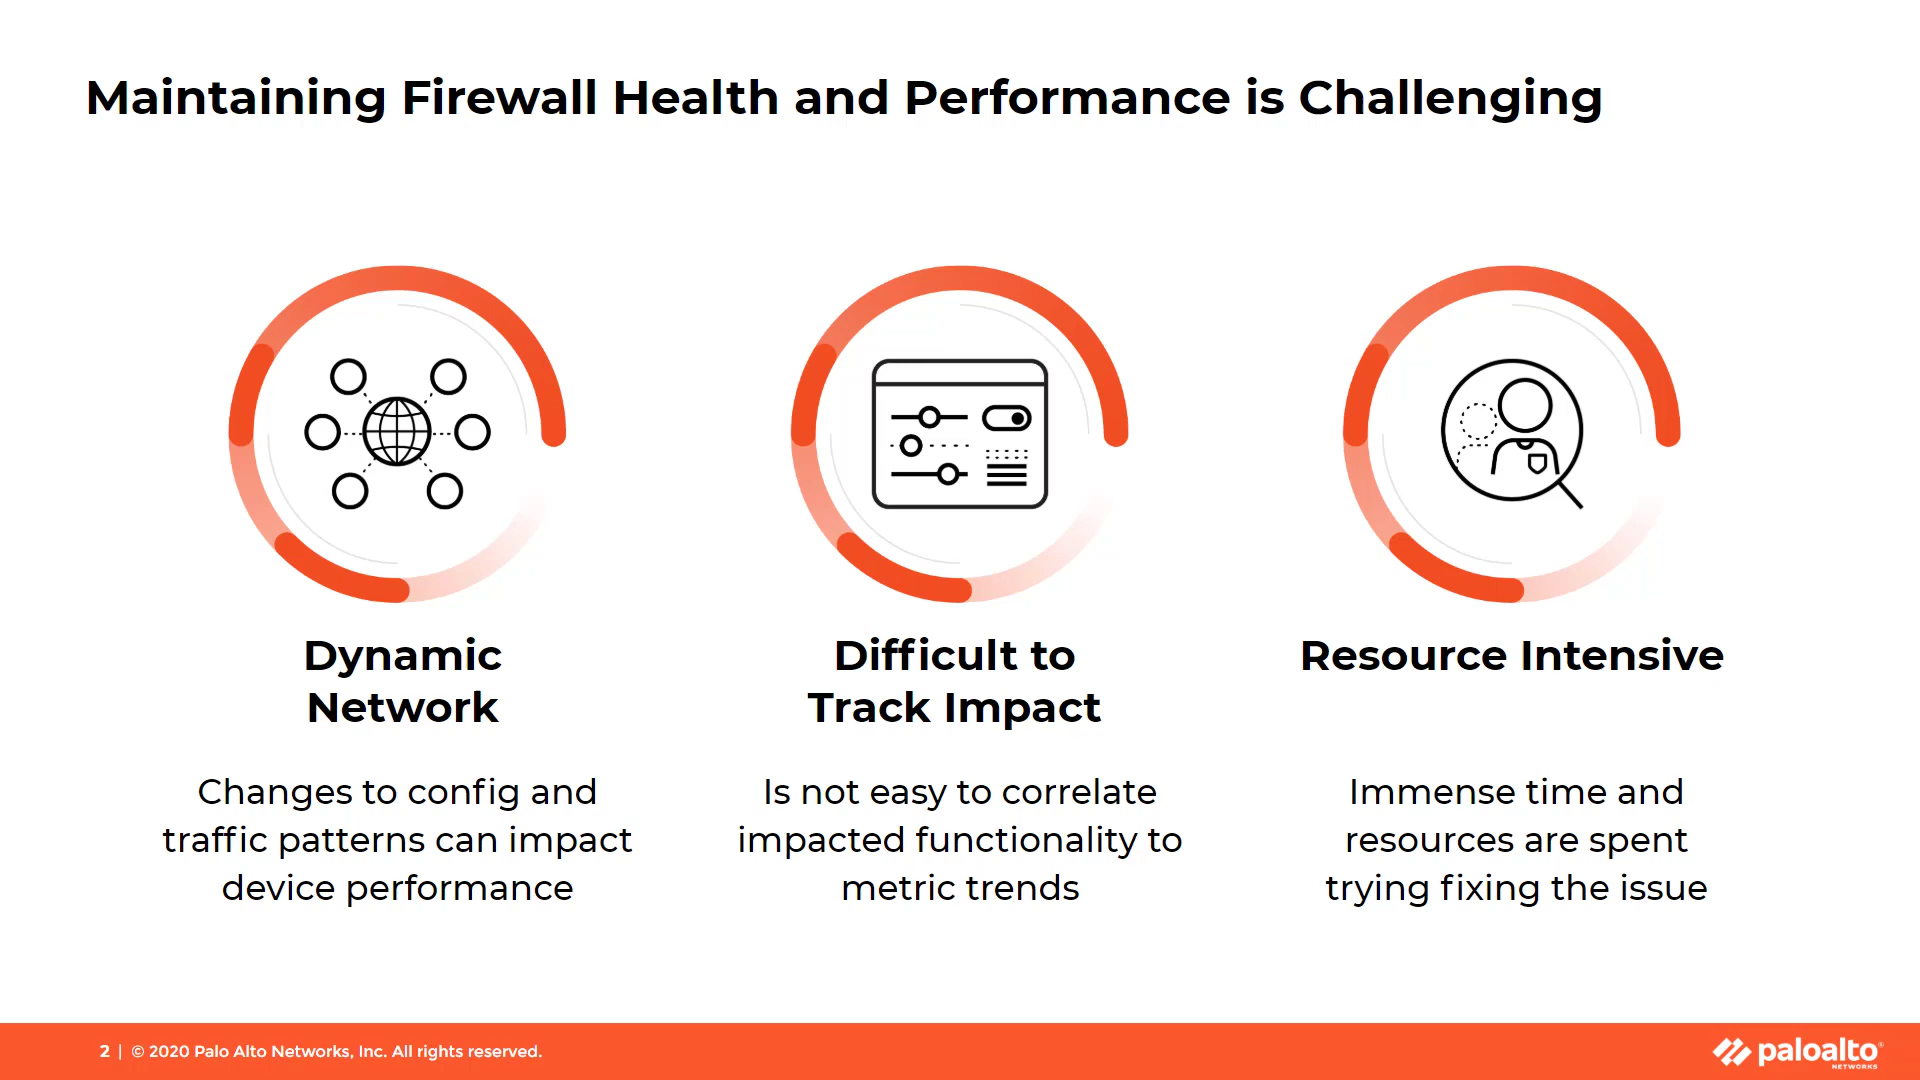 Maintaining Firewall Health and Performance is Challenging
Dynamic
Network
Changes to config and
traffic patterns can impact
device performance
Difficult to
Track Impact
Is not easy to correlate
impacted functionality to
metric trends
Resource Intensive
Immense time and
resources are spent
trying fixing the issue
2 | © 2020 Palo Alto Networks, Inc. All rights reserved.
paloalto®
NETWORKS